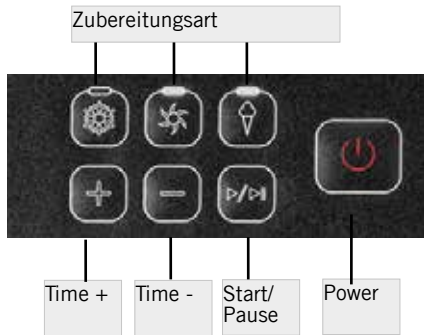 Zubereitungsart
Time +
Time -
Start/
Pause
Power